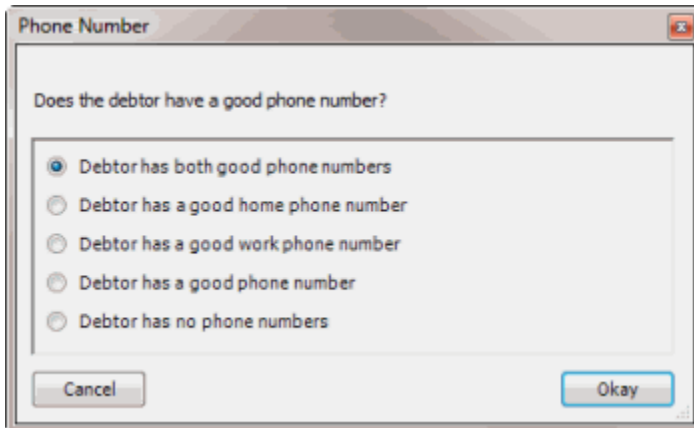 Phone Number
Does the debtor have a good phone number?
Debtor has both good phone numbers
Debtor has a good home phone number
Debtor has a good work phone number
Debtor has a good phone number
Debtor has no phone numbers
Cancel Okay